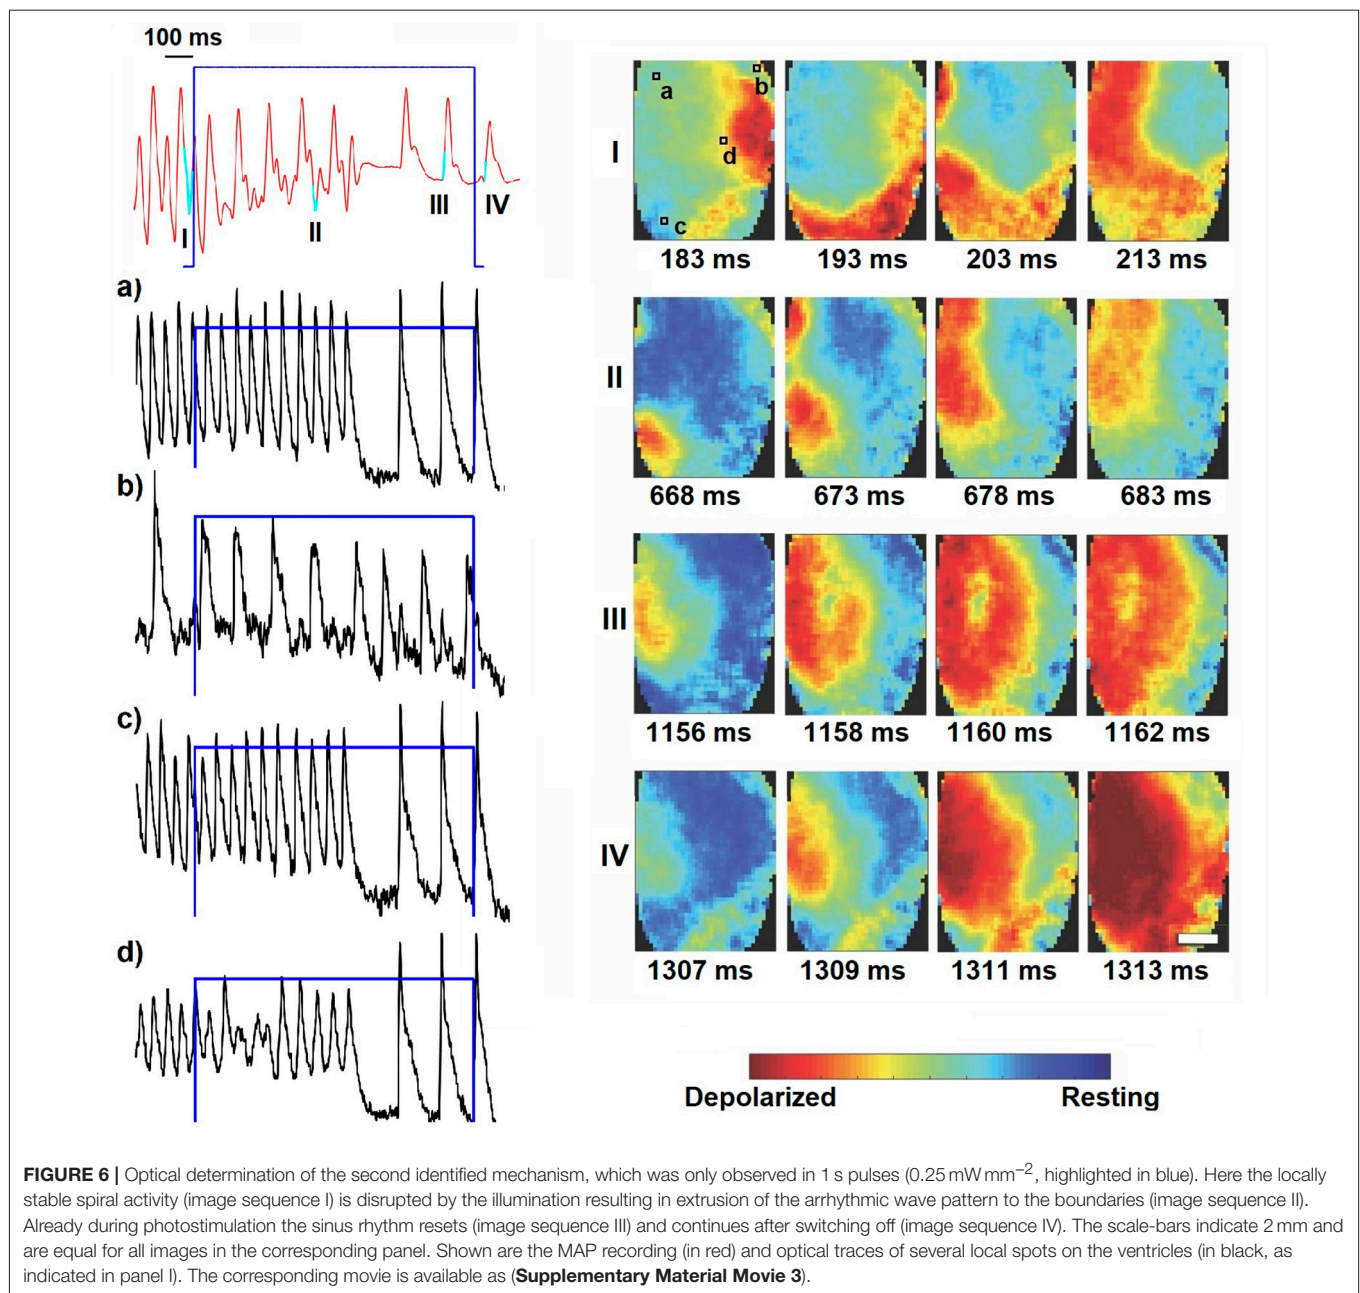 100 ms
I
II
III
IV
a)
b)
c)
d)
I
a
b
d
c
183 ms
193 ms
203 ms
213 ms
II
668 ms
673 ms
678 ms
683 ms
III
1156 ms
1158 ms
1160 ms
1162 ms
IV
1307 ms
1309 ms
1311 ms
1313 ms
Depolarized
Resting
FIGURE 6 | Optical determination of the second identified mechanism, which was only observed in 1 s pulses (0.25 mW mm−2, highlighted in blue). Here the locally
stable spiral activity (image sequence I) is disrupted by the illumination resulting in extrusion of the arrhythmic wave pattern to the boundaries (image sequence II).
Already during photostimulation the sinus rhythm resets (image sequence III) and continues after switching off (image sequence IV). The scale-bars indicate 2 mm and
are equal for all images in the corresponding panel. Shown are the MAP recording (in red) and optical traces of several local spots on the ventricles (in black, as
indicated in panel I). The corresponding movie is available as (Supplementary Material Movie 3).